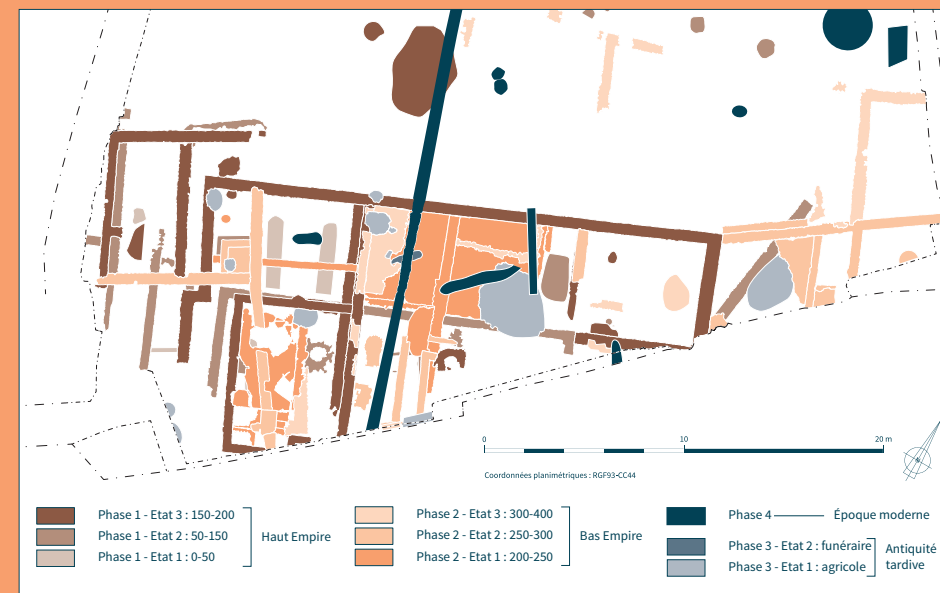 0 10 20 m
Coordonnées planimétriques : RGF93-CC44
N
Phase 1 - Etat 3 : 150-200
Phase 1 - Etat 2 : 50-150
Phase 1 - Etat 1 : 0-50
Haut Empire
Phase 2 - Etat 3 : 300-400
Phase 2 - Etat 2 : 250-300
Phase 2 - Etat 1 : 200-250
Bas Empire
Phase 4 Époque moderne
Phase 3 - Etat 2 : funéraire
Phase 3 - Etat 1 : agricole
Antiquité
tardive